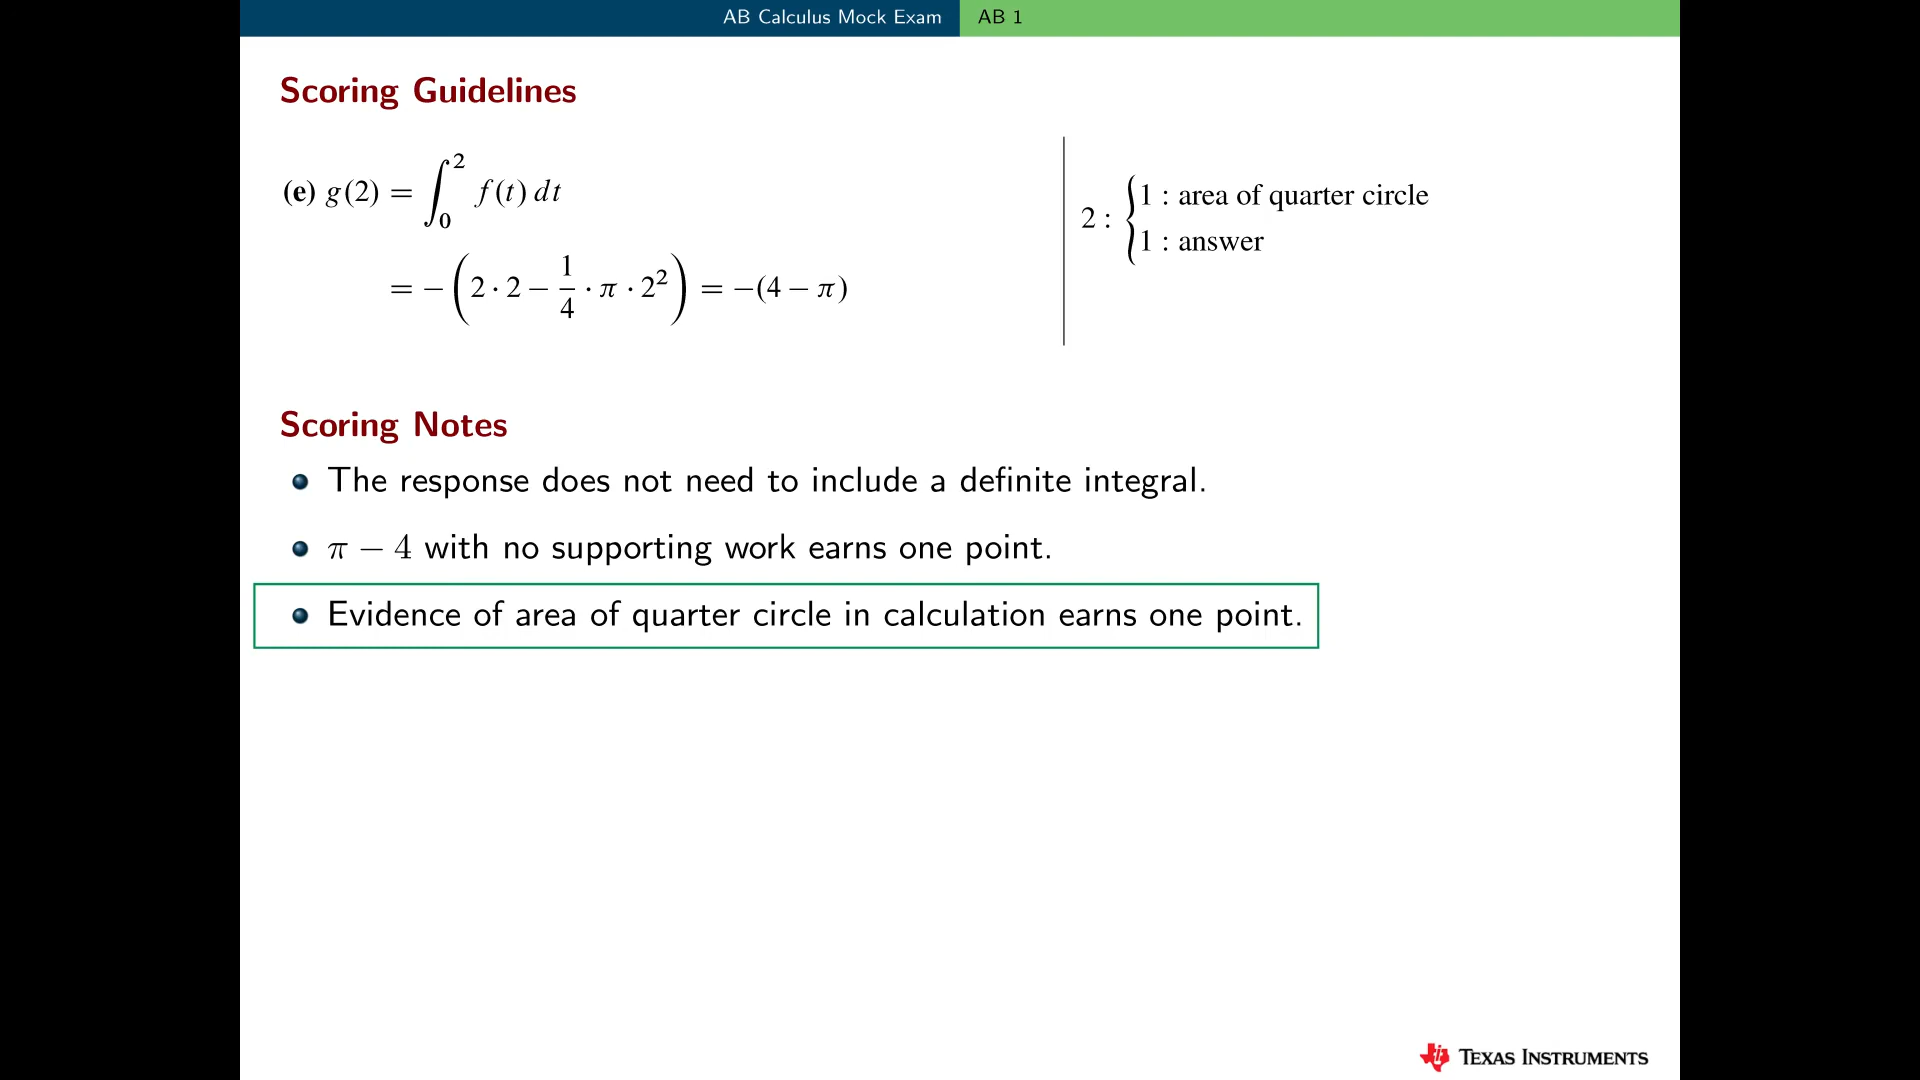 AB Calculus Mock Exam AB 1
Scoring Guidelines
(e) g(2) = ∫₀² f(t) dt
= −(2 · 2 − 1/4 · π · 2²) = −(4 − π)
2 : { 1 : area of quarter circle
1 : answer
Scoring Notes
• The response does not need to include a definite integral.
• π − 4 with no supporting work earns one point.
• Evidence of area of quarter circle in calculation earns one point.
TEXAS INSTRUMENTS